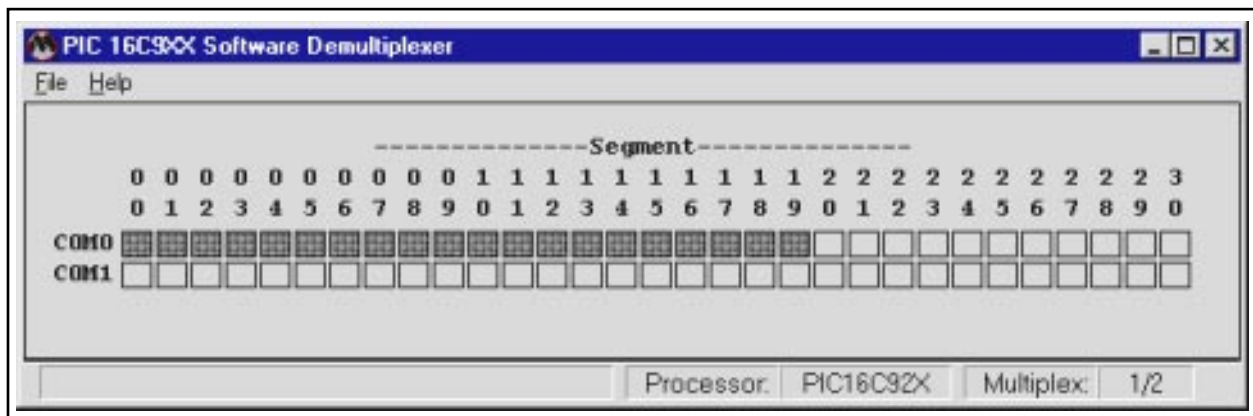 PIC 16C9XX Software Demultiplexer
File Help
--------------Segment--------------
0 0 0 0 0 0 0 0 0 0 1 1 1 1 1 1 1 1 1 1 2 2 2 2 2 2 2 2 2 2 3
0 1 2 3 4 5 6 7 8 9 0 1 2 3 4 5 6 7 8 9 0 1 2 3 4 5 6 7 8 9 0
COM0
COM1
Processor: PIC16C92X Multiplex: 1/2